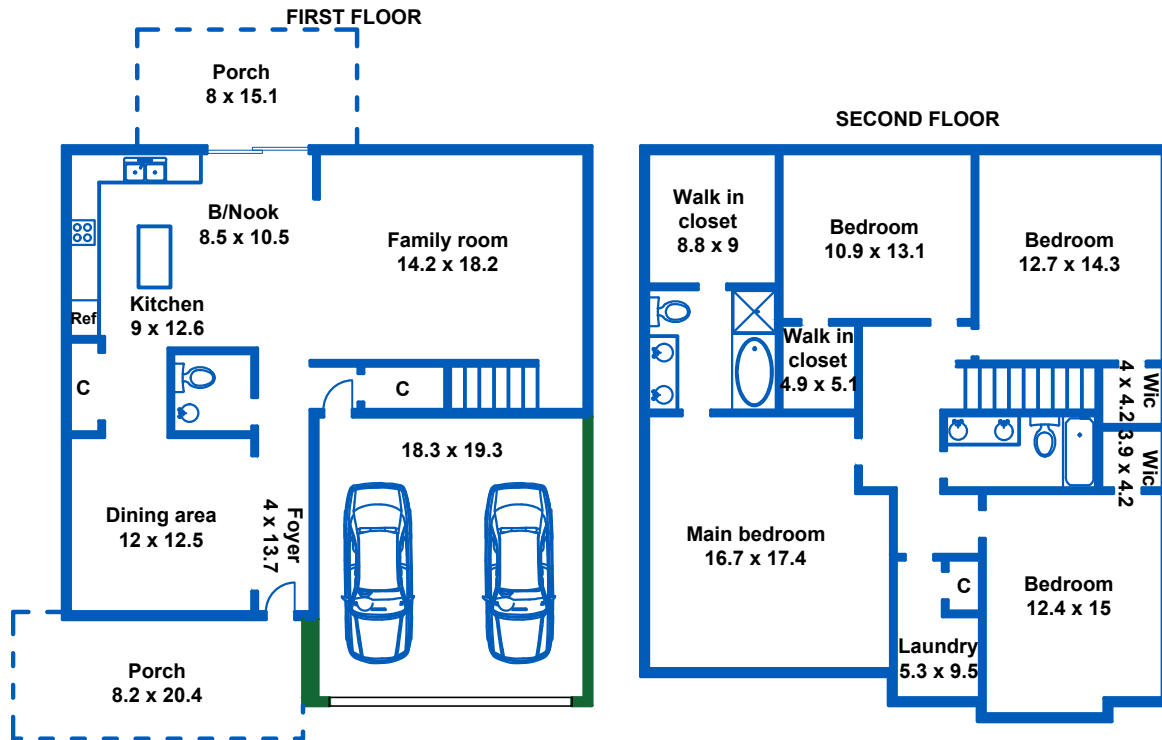 FIRST FLOOR
Porch
8 x 15.1
B/Nook
8.5 x 10.5
Family room
14.2 x 18.2
Kitchen
9 x 12.6
Ref
C
C
18.3 x 19.3
Dining area
12 x 12.5
Foyer
4 x 13.7
Porch
8.2 x 20.4
SECOND FLOOR
Walk in
closet
8.8 x 9
Bedroom
10.9 x 13.1
Bedroom
12.7 x 14.3
Walk in
closet
4.9 x 5.1
Wic
4 x 4.2
Wic
3.9 x 4.2
Main bedroom
16.7 x 17.4
C
Bedroom
12.4 x 15
Laundry
5.3 x 9.5